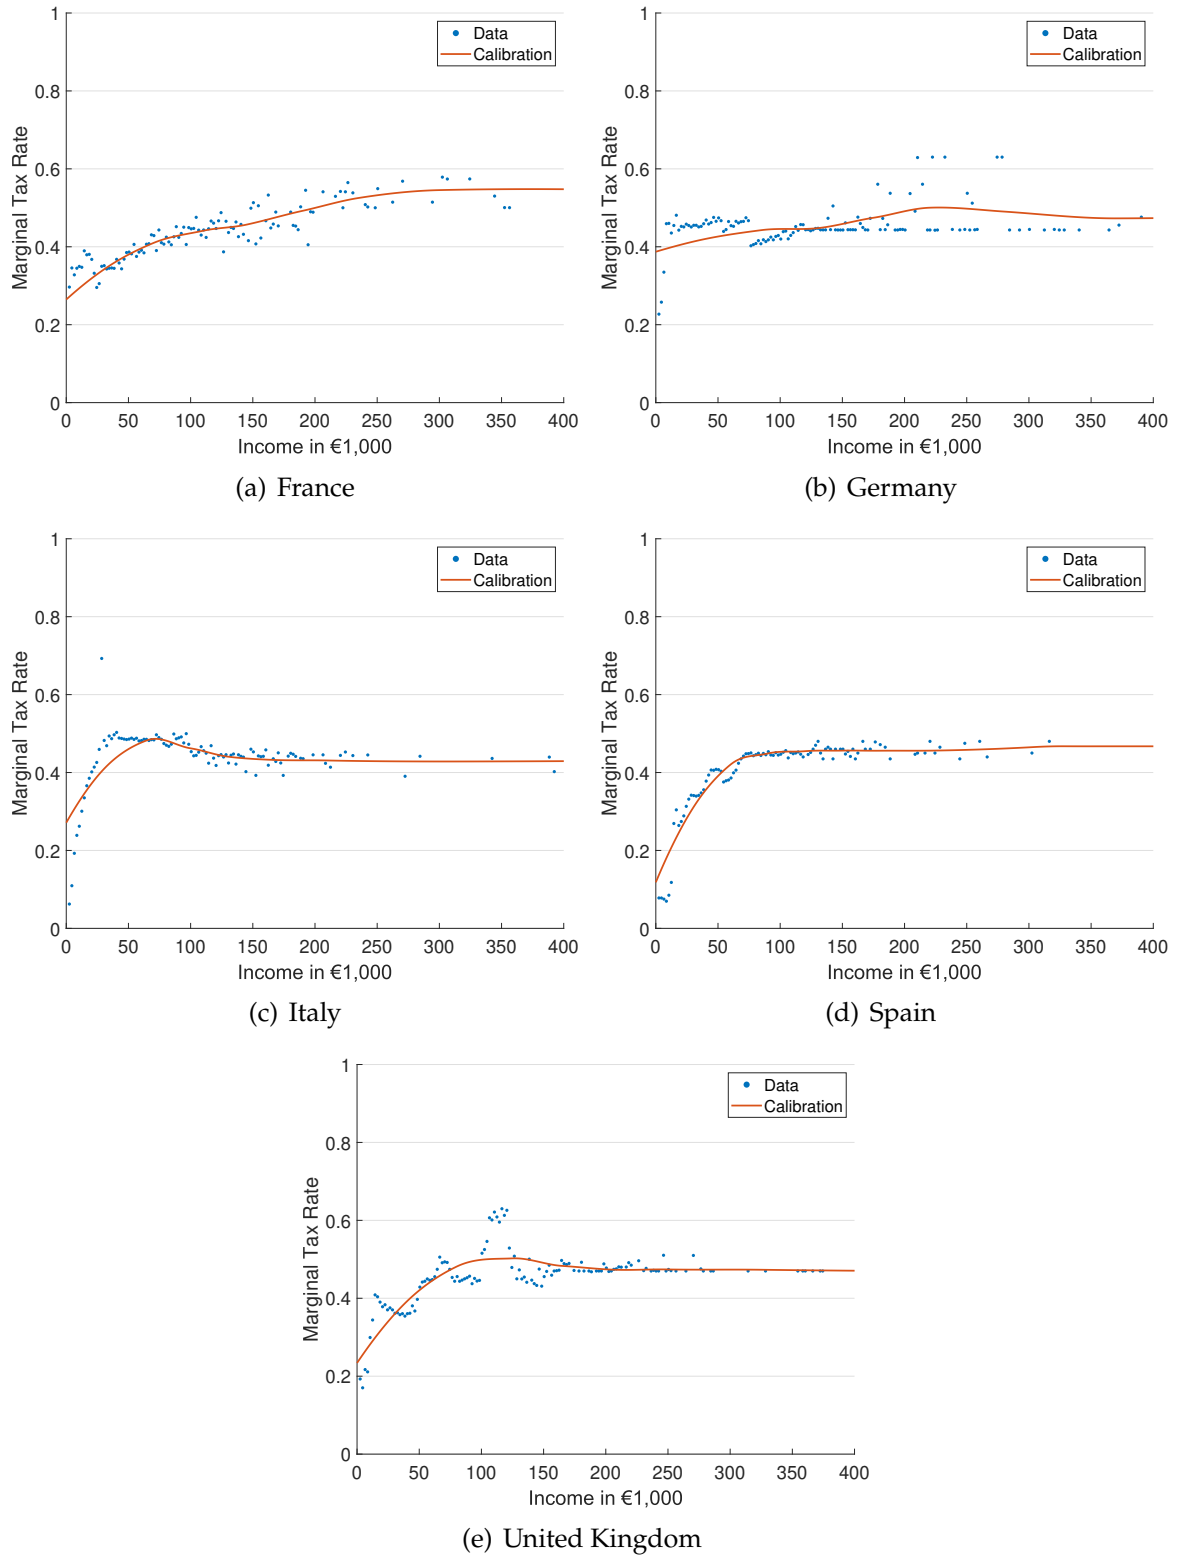 1
0.8
0.6
0.4
0.2
0
Marginal Tax Rate
Data
Calibration
0 50 100 150 200 250 300 350 400
Income in €1,000
(a) France
1
0.8
0.6
0.4
0.2
0
Marginal Tax Rate
Data
Calibration
0 50 100 150 200 250 300 350 400
Income in €1,000
(b) Germany
1
0.8
0.6
0.4
0.2
0
Marginal Tax Rate
Data
Calibration
0 50 100 150 200 250 300 350 400
Income in €1,000
(c) Italy
1
0.8
0.6
0.4
0.2
0
Marginal Tax Rate
Data
Calibration
0 50 100 150 200 250 300 350 400
Income in €1,000
(d) Spain
1
0.8
0.6
0.4
0.2
0
Marginal Tax Rate
Data
Calibration
0 50 100 150 200 250 300 350 400
Income in €1,000
(e) United Kingdom